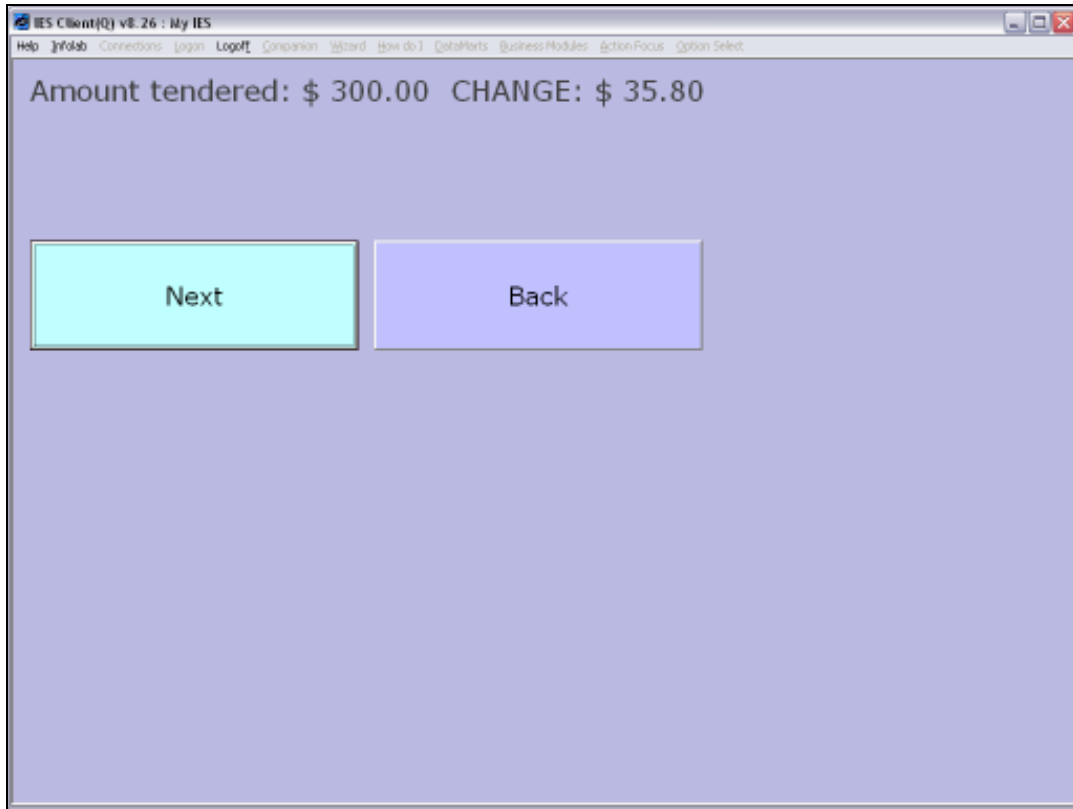 IES Client(Q) v8.26 : My IES
Help Infolab Connections Logon Logoff Companion Wizard How do I DataMarts Business Modules Action Focus Option Select
Amount tendered: $ 300.00 CHANGE: $ 35.80
Next Back